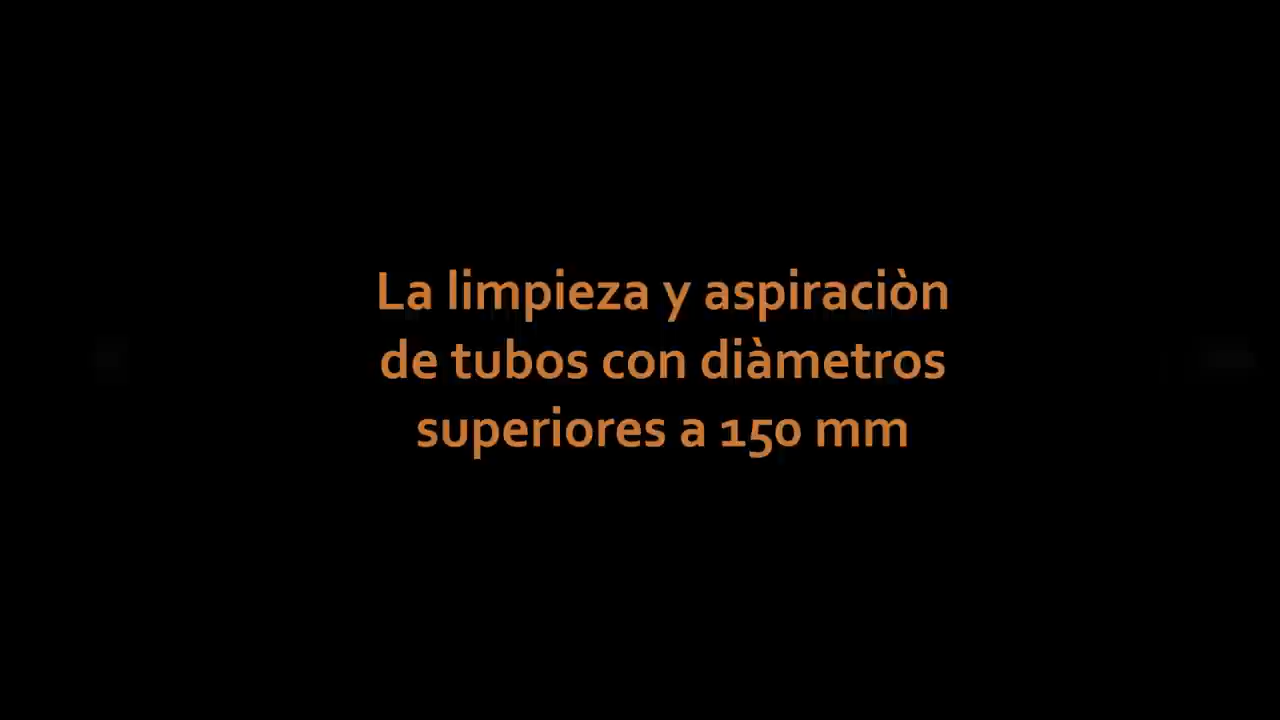 La limpieza y aspiraciòn
de tubos con diàmetros
superiores a 150 mm